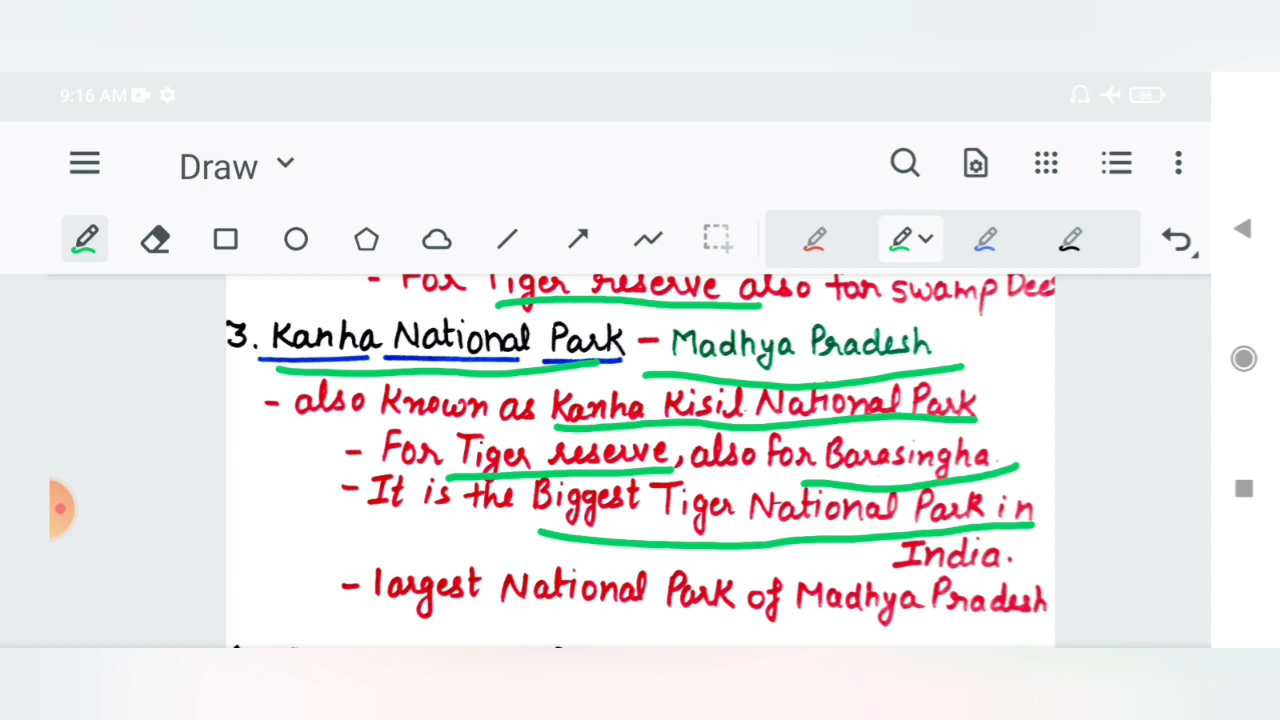 9:16 AM
66
Draw
- For Tiger reserve also for swamp Dee
3. Kanha National Park - Madhya Pradesh
- also known as Kanha Kisil National Park
- For Tiger reserve, also for Barasingha.
- It is the Biggest Tiger National Park in
India.
- largest National Park of Madhya Pradesh